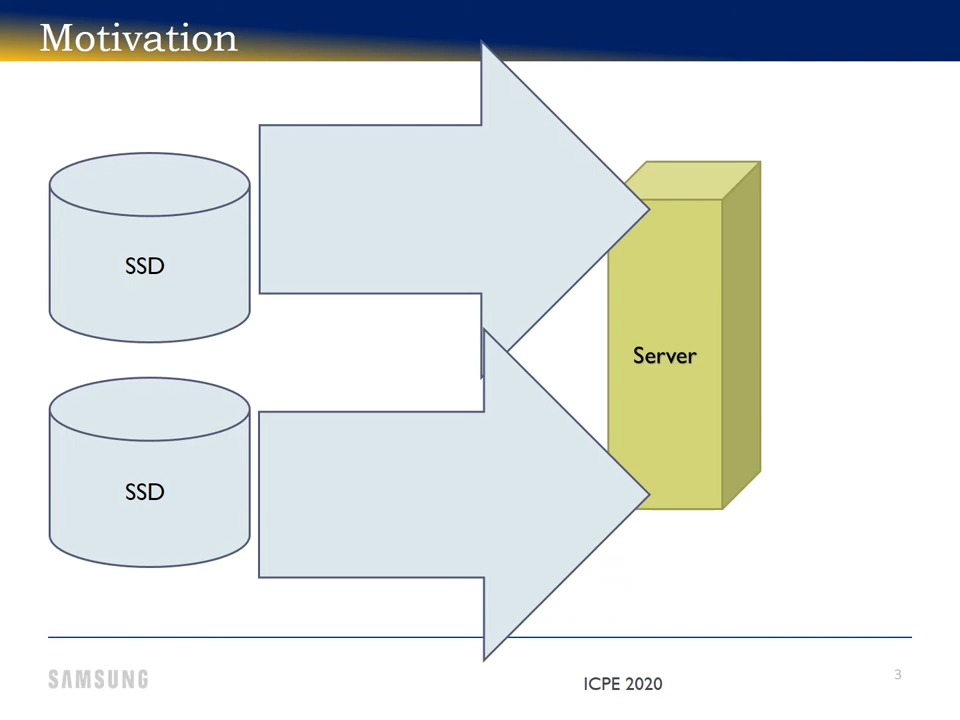 Motivation
SSD
Server
SSD
SAMSUNG
ICPE 2020
3